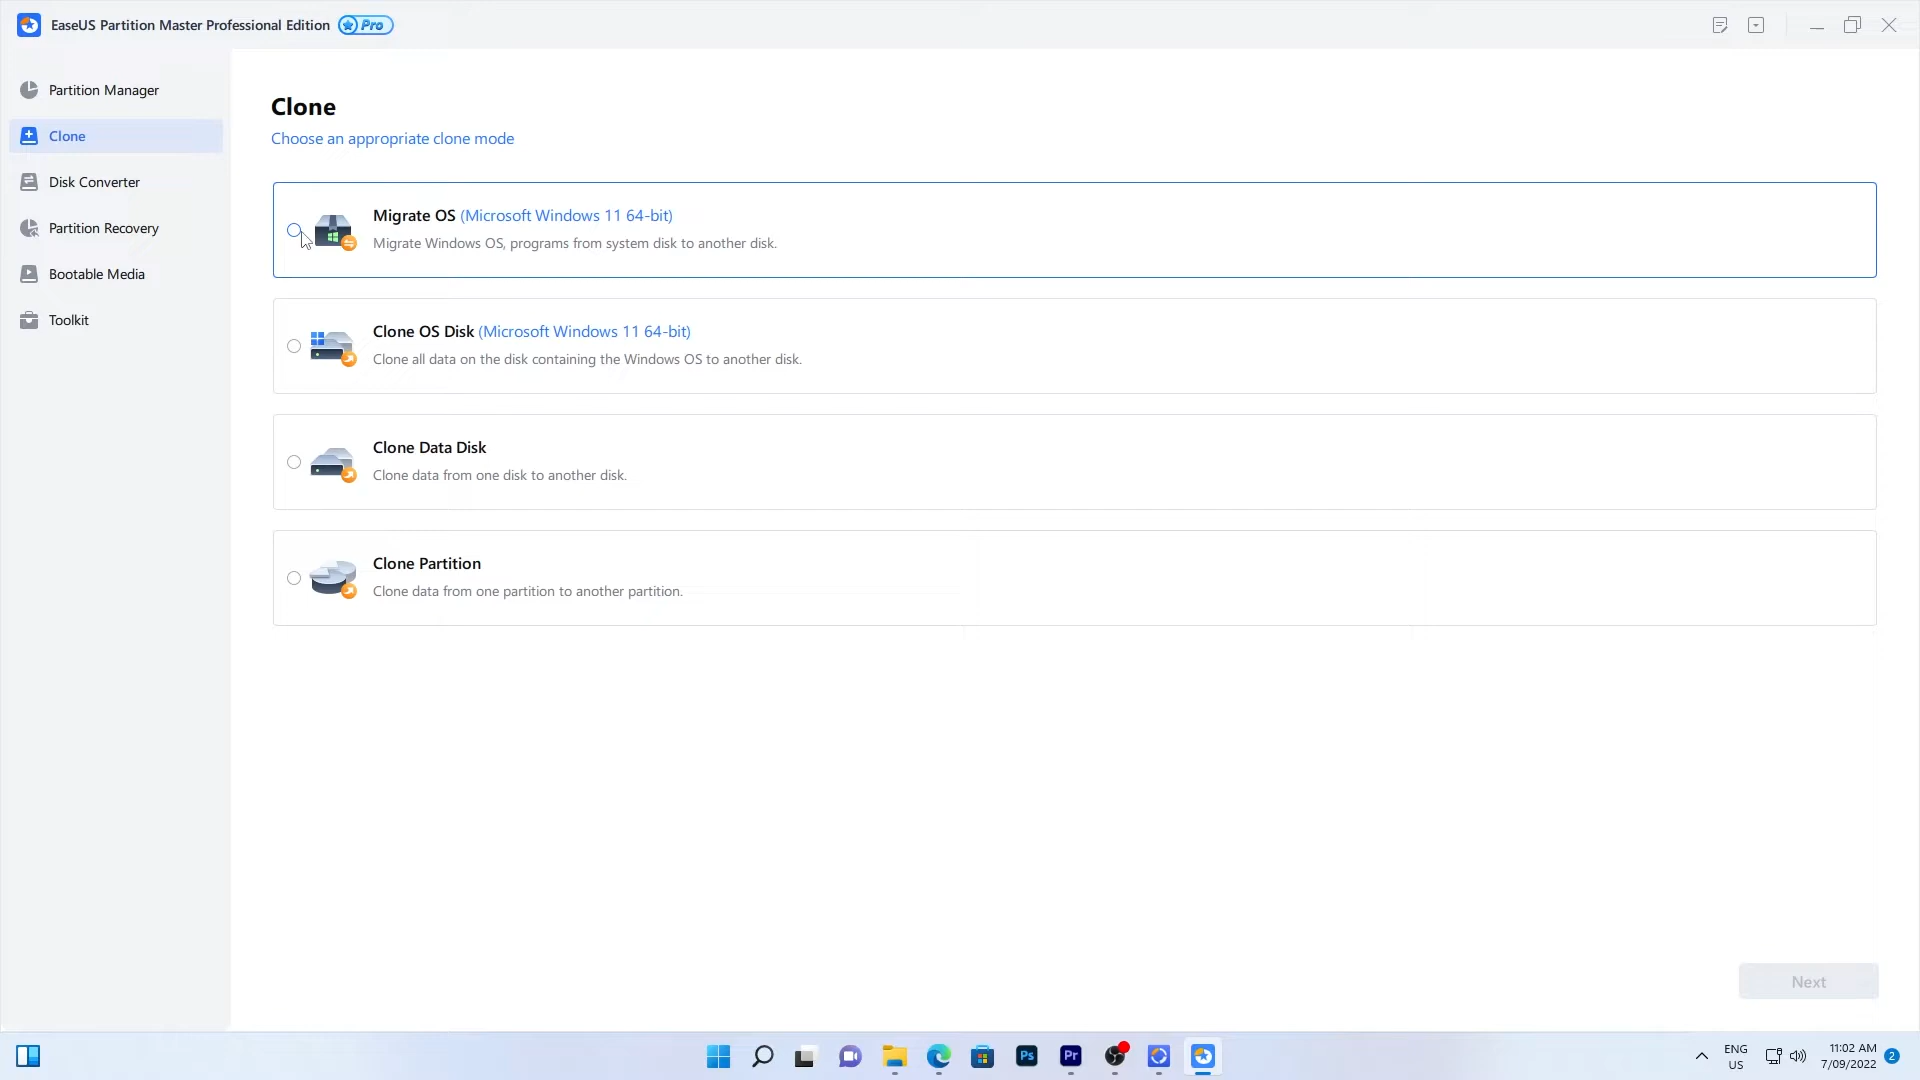 EaseUS Partition Master Professional Edition Pro
Partition Manager
Clone
Disk Converter
Partition Recovery
Bootable Media
Toolkit
Clone
Choose an appropriate clone mode
Migrate OS (Microsoft Windows 11 64-bit)
Migrate Windows OS, programs from system disk to another disk.
Clone OS Disk (Microsoft Windows 11 64-bit)
Clone all data on the disk containing the Windows OS to another disk.
Clone Data Disk
Clone data from one disk to another disk.
Clone Partition
Clone data from one partition to another partition.
Next
Ps
Pr
ENG
US
11:02 AM
7/09/2022
2